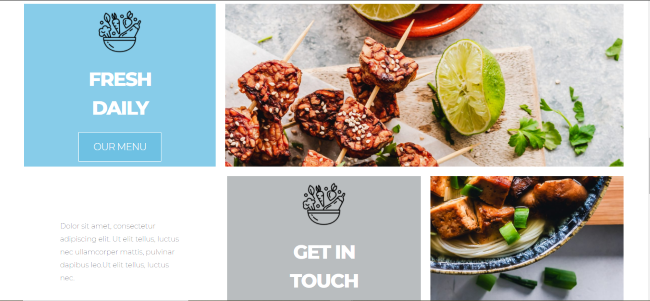 FRESH
DAILY
OUR MENU
Dolor sit amet, consectetur
adipiscing elit. Ut elit tellus, luctus
nec ullamcorper mattis, pulvinar
dapibus leo.Ut elit tellus, luctus
nec.
GET IN
TOUCH